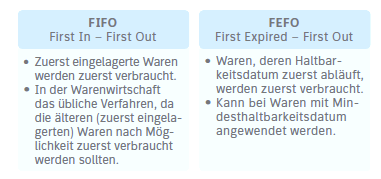 FIFO
First In – First Out
• Zuerst eingelagerte Waren
werden zuerst verbraucht.
• In der Warenwirtschaft
das übliche Verfahren, da
die älteren (zuerst eingela-
gerten) Waren nach Mög-
lichkeit zuerst verbraucht
werden sollten.
FEFO
First Expired – First Out
• Waren, deren Haltbar-
keitsdatum zuerst abläuft,
werden zuerst verbraucht.
• Kann bei Waren mit Min-
desthaltbarkeitsdatum
angewendet werden.